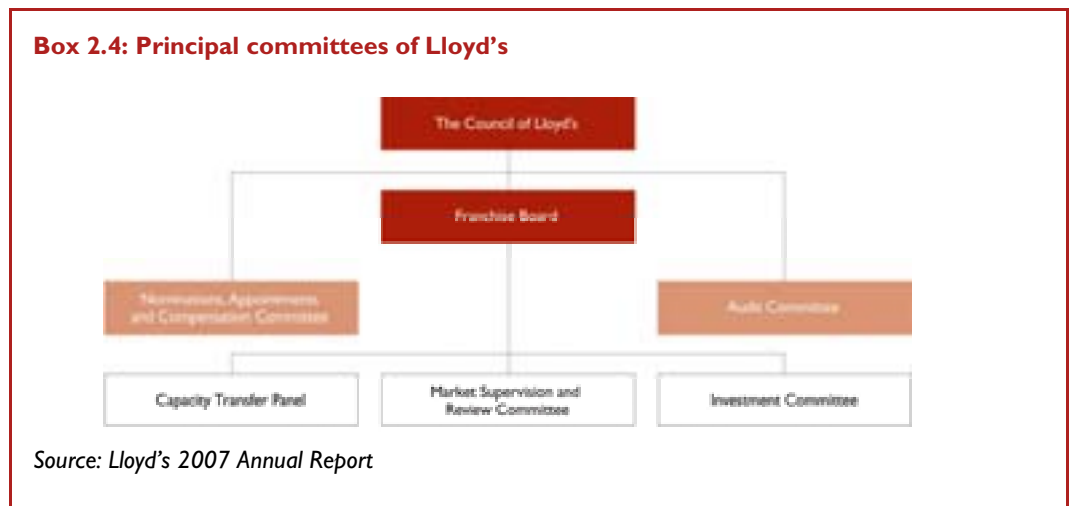 Box 2.4: Principal committees of Lloyd's
The Council of Lloyd's
Franchise Board
Nominations, Appointments
and Compensation Committee
Audit Committee
Capacity Transfer Panel
Market Supervision and
Review Committee
Investment Committee
Source: Lloyd's 2007 Annual Report